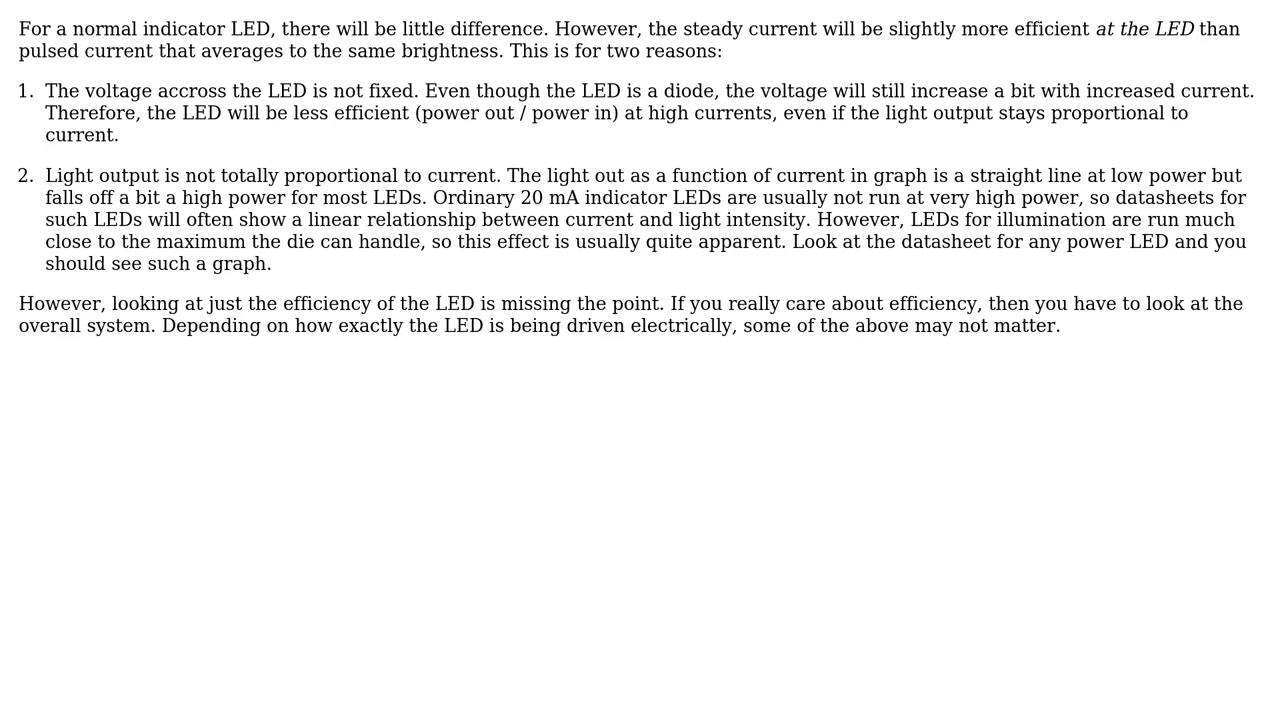 For a normal indicator LED, there will be little difference. However, the steady current will be slightly more efficient at the LED than
pulsed current that averages to the same brightness. This is for two reasons:
1. The voltage accross the LED is not fixed. Even though the LED is a diode, the voltage will still increase a bit with increased current.
Therefore, the LED will be less efficient (power out / power in) at high currents, even if the light output stays proportional to
current.
2. Light output is not totally proportional to current. The light out as a function of current in graph is a straight line at low power but
falls off a bit a high power for most LEDs. Ordinary 20 mA indicator LEDs are usually not run at very high power, so datasheets for
such LEDs will often show a linear relationship between current and light intensity. However, LEDs for illumination are run much
close to the maximum the die can handle, so this effect is usually quite apparent. Look at the datasheet for any power LED and you
should see such a graph.
However, looking at just the efficiency of the LED is missing the point. If you really care about efficiency, then you have to look at the
overall system. Depending on how exactly the LED is being driven electrically, some of the above may not matter.